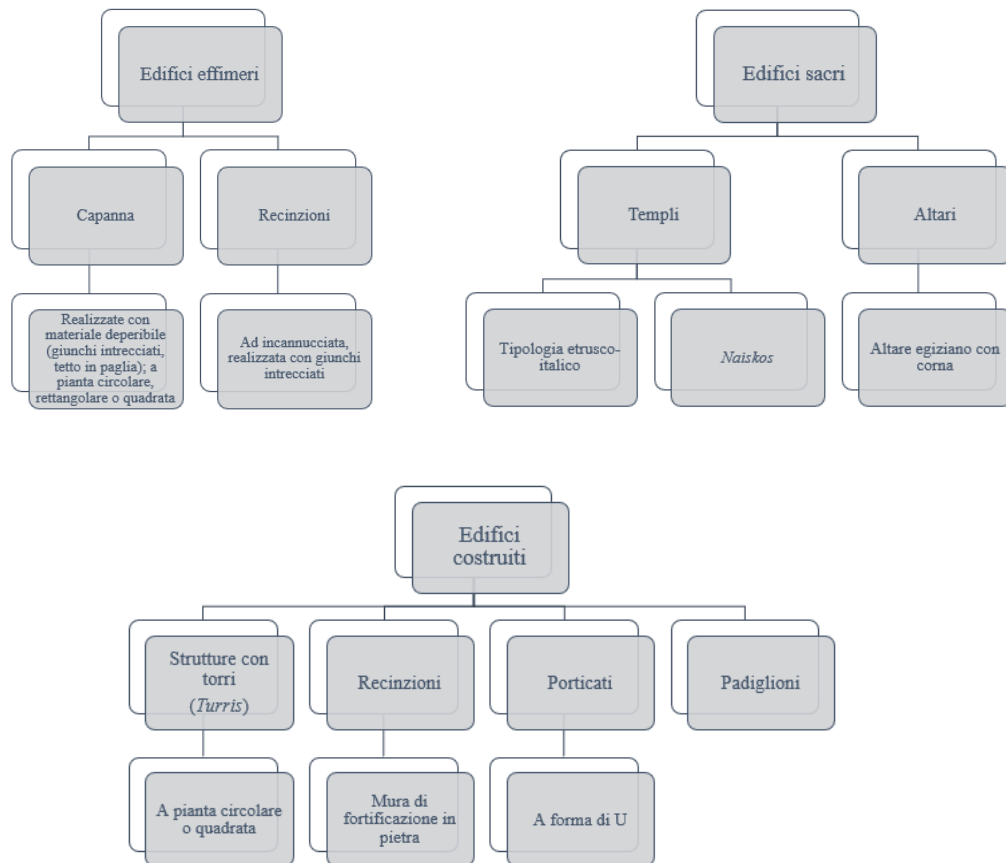 Edifici effimeri
Edifici sacri
Capanna
Recinzioni
Templi
Altari
Realizzate con
materiale deperibile
(giunchi intrecciati,
tetto in paglia); a
pianta circolare,
rettangolare o quadrata
Ad incannucciata,
realizzata con giunchi
intrecciati
Tipologia etrusco-
italico
Naiskos
Altare egiziano con
corna
Edifici
costruiti
Strutture con
torri
(Turris)
Recinzioni
Porticati
Padiglioni
A pianta circolare
o quadrata
Mura di
fortificazione in
pietra
A forma di U